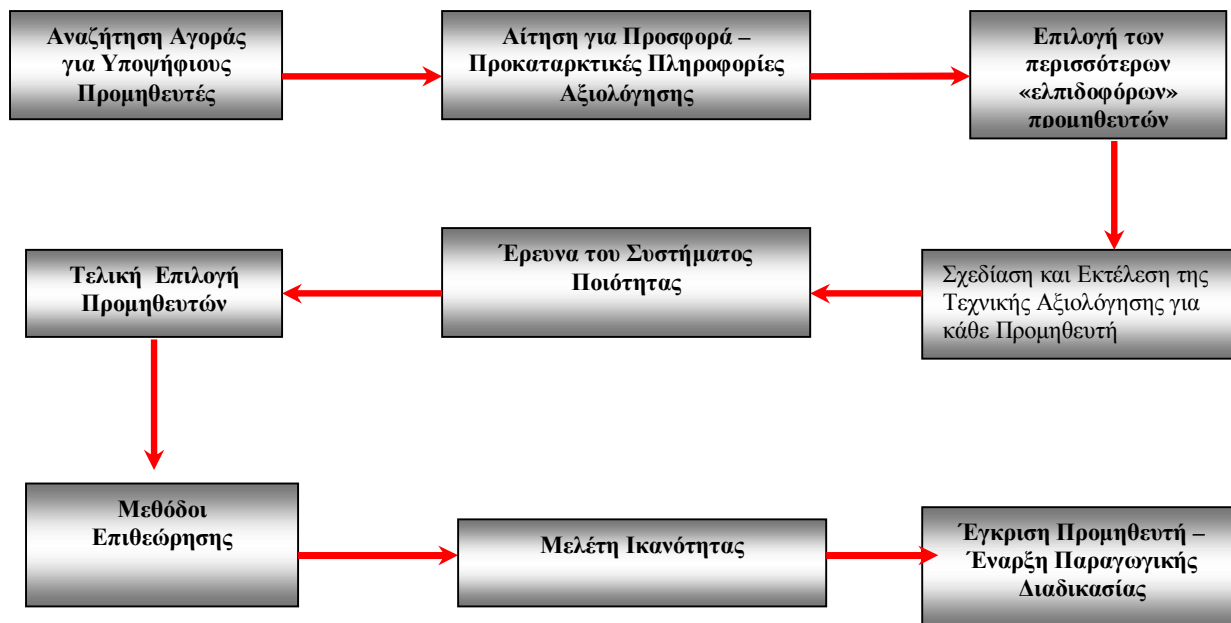 Αναζήτηση Αγοράς
για Υποψήφιους
Προμηθευτές
Αίτηση για Προσφορά –
Προκαταρκτικές Πληροφορίες
Αξιολόγησης
Επιλογή των
περισσότερων
«ελπιδοφόρων»
προμηθευτών
Σχεδίαση και Εκτέλεση της
Τεχνικής Αξιολόγησης για
κάθε Προμηθευτή
Έρευνα του Συστήματος
Ποιότητας
Τελική Επιλογή
Προμηθευτών
Μεθόδοι
Επιθεώρησης
Μελέτη Ικανότητας
Έγκριση Προμηθευτή –
Έναρξη Παραγωγικής
Διαδικασίας